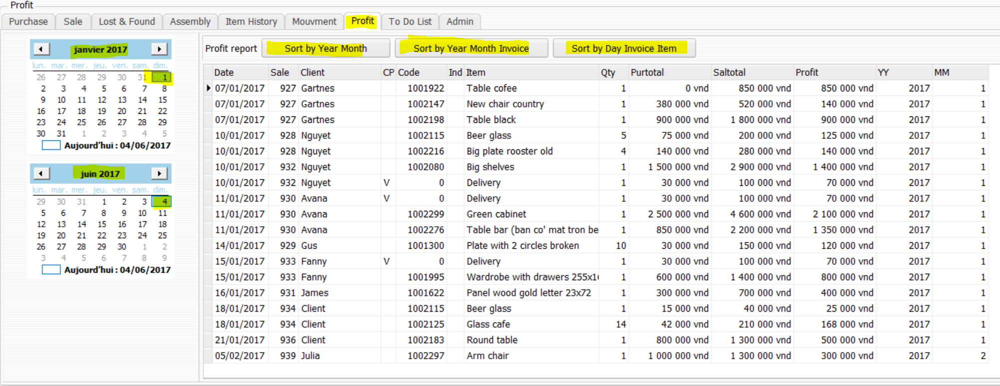 Profit
Purchase Sale Lost & Found Assembly Item History Mouvment Profit To Do List Admin
janvier 2017
lun. mar. mer. jeu. ven. sam. dim.
26 27 28 29 30 31 1
2 3 4 5 6 7 8
9 10 11 12 13 14 15
16 17 18 19 20 21 22
23 24 25 26 27 28 29
30 31 1 2 3 4 5
Aujourd'hui : 04/06/2017
juin 2017
lun. mar. mer. jeu. ven. sam. dim.
29 30 31 1 2 3 4
5 6 7 8 9 10 11
12 13 14 15 16 17 18
19 20 21 22 23 24 25
26 27 28 29 30 1 2
3 4 5 6 7 8 9
Aujourd'hui : 04/06/2017
Profit report Sort by Year Month Sort by Year Month Invoice Sort by Day Invoice Item
Date Sale Client CP Code Ind Item Qty Purtotal Saltotal Profit YY MM
07/01/2017 927 Gartnes 1001922 Table cofee 1 0 vnd 850 000 vnd 850 000 vnd 2017 1
07/01/2017 927 Gartnes 1002147 New chair country 1 380 000 vnd 520 000 vnd 140 000 vnd 2017 1
07/01/2017 927 Gartnes 1002198 Table black 1 900 000 vnd 1 800 000 vnd 900 000 vnd 2017 1
10/01/2017 928 Nguyet 1002115 Beer glass 5 75 000 vnd 200 000 vnd 125 000 vnd 2017 1
10/01/2017 928 Nguyet 1002216 Big plate rooster old 4 140 000 vnd 280 000 vnd 140 000 vnd 2017 1
10/01/2017 932 Nguyet 1002080 Big shelves 1 1 500 000 vnd 2 900 000 vnd 1 400 000 vnd 2017 1
10/01/2017 932 Nguyet V 0 Delivery 1 30 000 vnd 100 000 vnd 70 000 vnd 2017 1
11/01/2017 930 Avana V 0 Delivery 1 30 000 vnd 100 000 vnd 70 000 vnd 2017 1
11/01/2017 930 Avana 1002299 Green cabinet 1 2 500 000 vnd 4 600 000 vnd 2 100 000 vnd 2017 1
11/01/2017 930 Avana 1002276 Table bar (ban co' mat tron be 1 850 000 vnd 2 200 000 vnd 1 350 000 vnd 2017 1
14/01/2017 929 Gus 1001300 Plate with 2 circles broken 10 30 000 vnd 150 000 vnd 120 000 vnd 2017 1
15/01/2017 933 Fanny V 0 Delivery 1 30 000 vnd 100 000 vnd 70 000 vnd 2017 1
15/01/2017 933 Fanny 1001995 Wardrobe with drawers 255x1 1 600 000 vnd 1 400 000 vnd 800 000 vnd 2017 1
16/01/2017 931 James 1001622 Panel wood gold letter 23x72 1 300 000 vnd 700 000 vnd 400 000 vnd 2017 1
18/01/2017 934 Client 1002115 Beer glass 1 15 000 vnd 40 000 vnd 25 000 vnd 2017 1
18/01/2017 934 Client 1002125 Glass cafe 14 42 000 vnd 210 000 vnd 168 000 vnd 2017 1
21/01/2017 936 Client 1002183 Round table 1 800 000 vnd 1 300 000 vnd 500 000 vnd 2017 1
05/02/2017 939 Julia 1002297 Arm chair 1 1 000 000 vnd 1 300 000 vnd 300 000 vnd 2017 2